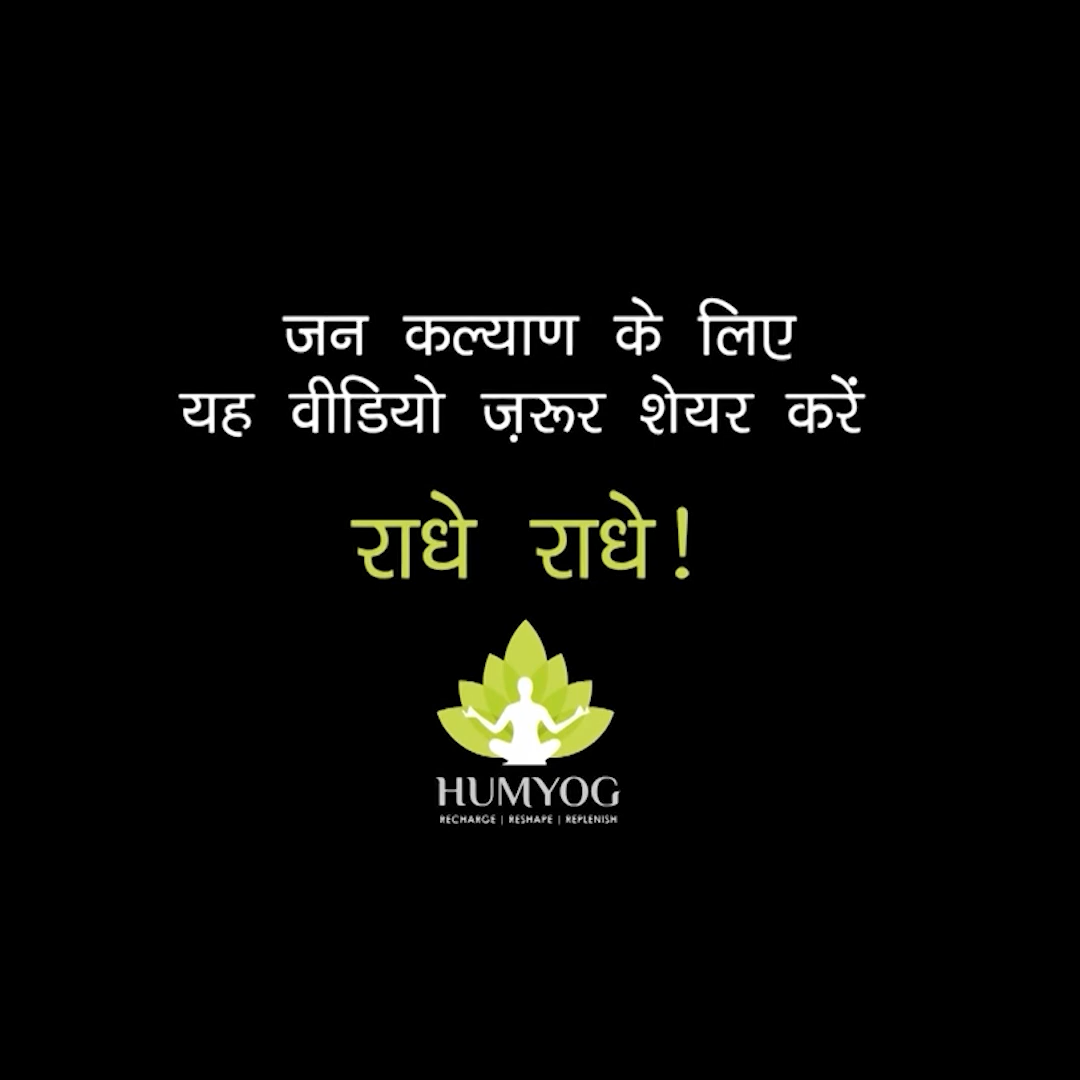 जन कल्याण के लिए
यह वीडियो ज़रूर शेयर करें
राधे राधे!
HUMYOG
RECHARGE | RESHAPE | REPLENISH